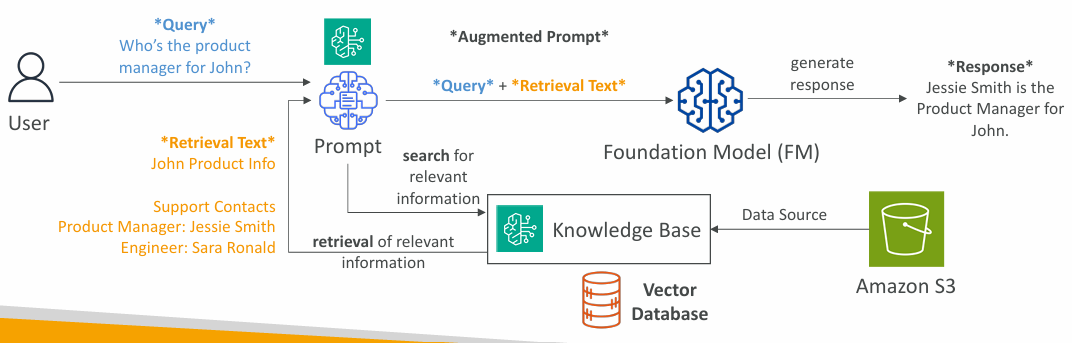 *Query*
Who's the product
manager for John?
User
Prompt
*Augmented Prompt*
*Query* + *Retrieval Text*
Foundation Model (FM)
generate
response
*Response*
Jessie Smith is the
Product Manager for
John.
*Retrieval Text*
John Product Info
Support Contacts
Product Manager: Jessie Smith
Engineer: Sara Ronald
search for
relevant
information
retrieval of relevant
information
Knowledge Base
Vector
Database
Data Source
Amazon S3